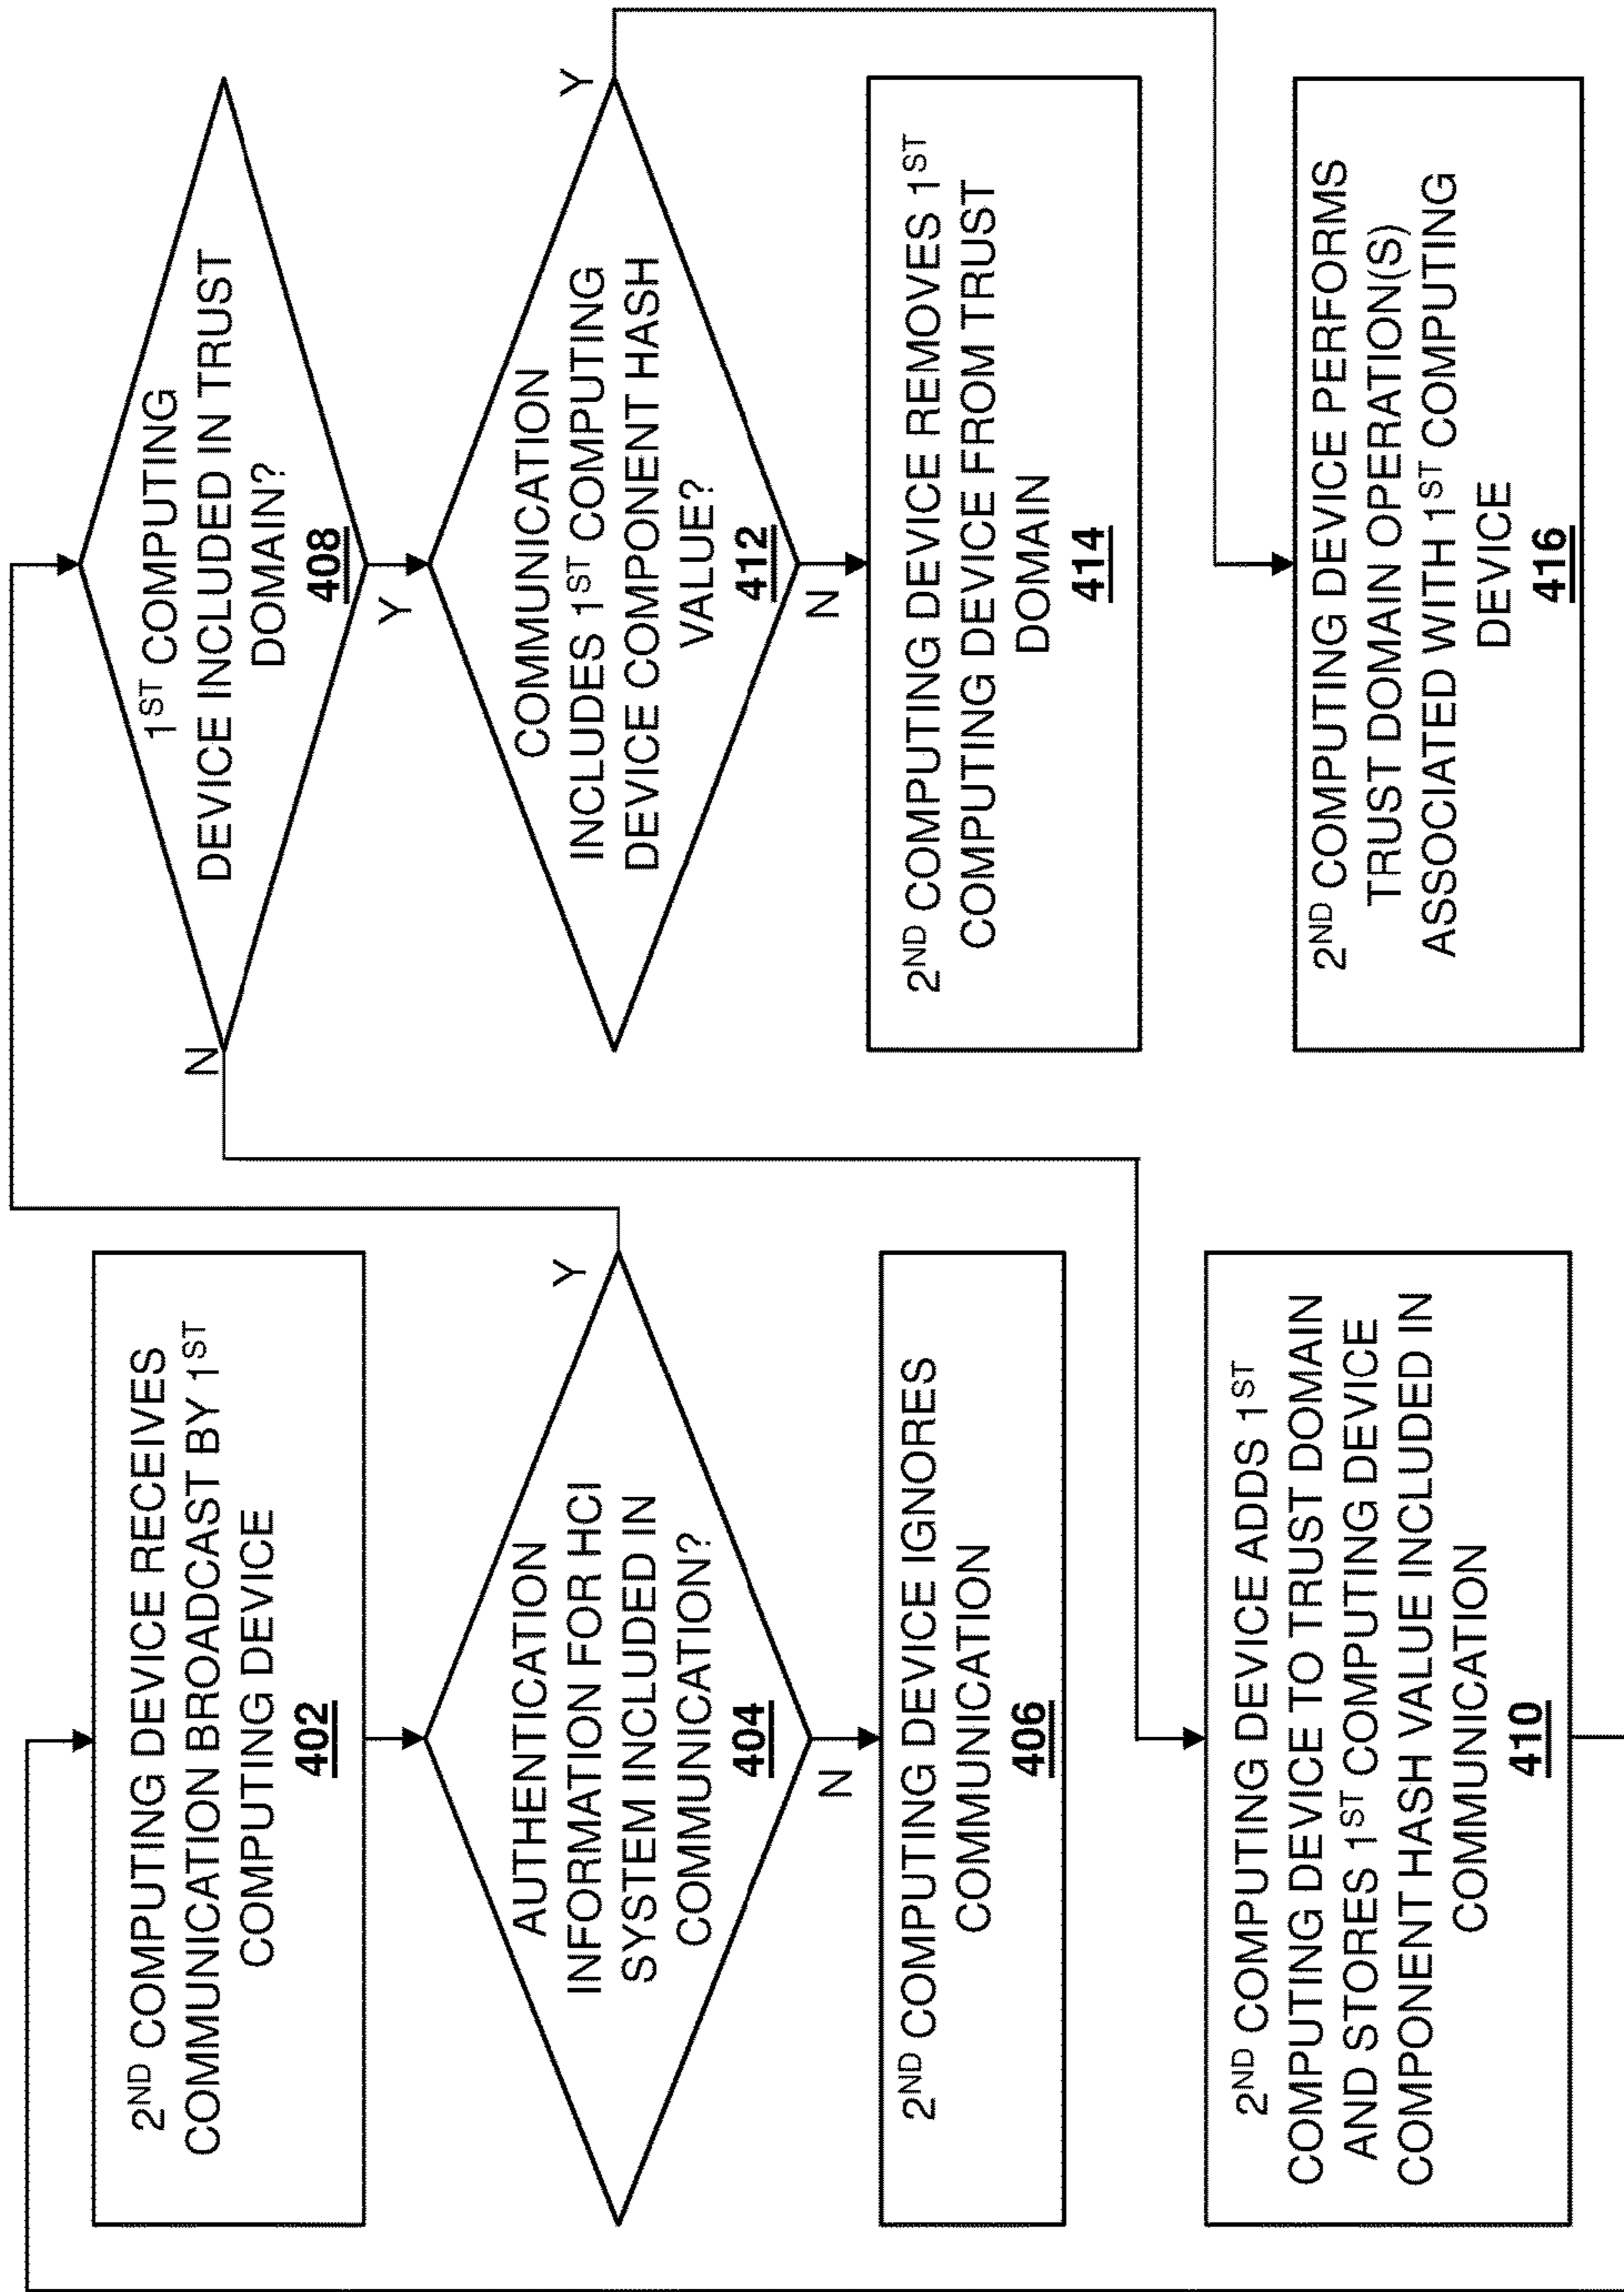 2ND COMPUTING DEVICE RECEIVES
COMMUNICATION BROADCAST BY 1ST
COMPUTING DEVICE
402
AUTHENTICATION
INFORMATION FOR HCI
SYSTEM INCLUDED IN
COMMUNICATION?
404
Y
N
2ND COMPUTING DEVICE IGNORES
COMMUNICATION
406
2ND COMPUTING DEVICE ADDS 1ST
COMPUTING DEVICE TO TRUST DOMAIN
AND STORES 1ST COMPUTING DEVICE
COMPONENT HASH VALUE INCLUDED IN
COMMUNICATION
410
1ST COMPUTING
DEVICE INCLUDED IN TRUST
DOMAIN?
408
N
Y
COMMUNICATION
INCLUDES 1ST COMPUTING
DEVICE COMPONENT HASH
VALUE?
412
Y
N
2ND COMPUTING DEVICE REMOVES 1ST
COMPUTING DEVICE FROM TRUST
DOMAIN
414
2ND COMPUTING DEVICE PERFORMS
TRUST DOMAIN OPERATION(S)
ASSOCIATED WITH 1ST COMPUTING
DEVICE
416